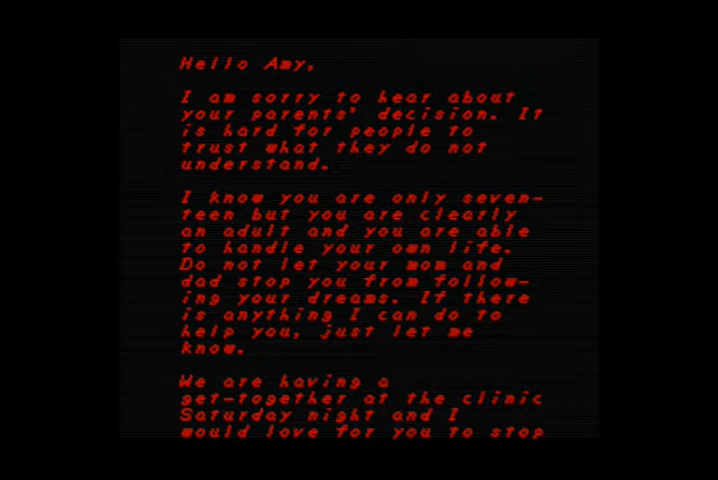 Hello Amy,
I am sorry to hear about
your parents' decision. It
is hard for people to
trust what they do not
understand.
I know you are only seven-
teen but you are clearly
an adult and you are able
to handle your own life.
Do not let your mom and
dad stop you from follow-
ing your dreams. If there
is anything I can do to
help you, just let me
know.
We are having a
get-together at the clinic
Saturday night and I
would love for you to stop